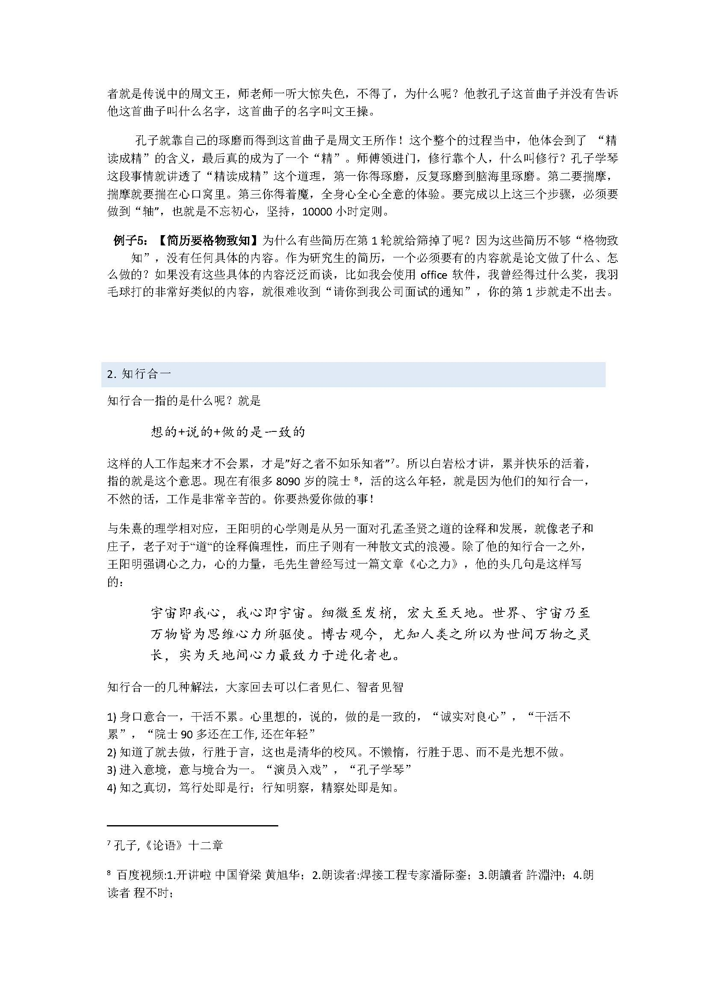 者就是传说中的周文王，师老师一听大惊失色，不得了，为什么呢？他教孔子这首曲子并没有告诉
他这首曲子叫什么名字，这首曲子的名字叫文王操。
孔子就靠自己的琢磨而得到这首曲子是周文王所作！这个整个的过程当中，他体会到了 “精
读成精”的含义，最后真的成为了一个“精”。师傅领进门，修行靠个人，什么叫修行？孔子学琴
这段事情就讲透了“精读成精”这个道理，第一你得琢磨，反复琢磨到脑海里琢磨。第二要揣摩，
揣摩就要揣在心口窝里。第三你得着魔，全身心全心全意的体验。要完成以上这三个步骤，必须要
做到“轴”，也就是不忘初心，坚持，10000 小时定则。
例子5：【简历要格物致知】为什么有些简历在第 1 轮就给筛掉了呢？因为这些简历不够“格物致
知”，没有任何具体的内容。作为研究生的简历，一个必须要有的内容就是论文做了什么、怎
么做的？如果没有这些具体的内容泛泛而谈，比如我会使用 office 软件，我曾经得过什么奖，我羽
毛球打的非常好类似的内容，就很难收到“请你到我公司面试的通知”，你的第 1 步就走不出去。
2. 知行合一
知行合一指的是什么呢？就是
想的+说的+做的是一致的
这样的人工作起来才不会累，才是”好之者不如乐知者”⁷。所以白岩松才讲，累并快乐的活着，
指的就是这个意思。现在有很多 8090 岁的院士 ⁸，活的这么年轻，就是因为他们的知行合一，
不然的话，工作是非常辛苦的。你要热爱你做的事！
与朱熹的理学相对应，王阳明的心学则是从另一面对孔孟圣贤之道的诠释和发展，就像老子和
庄子，老子对于“道“的诠释偏理性，而庄子则有一种散文式的浪漫。除了他的知行合一之外，
王阳明强调心之力，心的力量，毛先生曾经写过一篇文章《心之力》，他的头几句是这样写
的：
宇宙即我心，我心即宇宙。细微至发梢，宏大至天地。世界、宇宙乃至
万物皆为思维心力所驱使。博古观今，尤知人类之所以为世间万物之灵
长，实为天地间心力最致力于进化者也。
知行合一的几种解法，大家回去可以仁者见仁、智者见智
1) 身口意合一，干活不累。心里想的，说的，做的是一致的，“诚实对良心”，“干活不
累”，“院士 90 多还在工作, 还在年轻”
2) 知道了就去做，行胜于言，这也是清华的校风。不懒惰，行胜于思、而不是光想不做。
3) 进入意境，意与境合为一。“演员入戏”，“孔子学琴”
4) 知之真切，笃行处即是行；行知明察，精察处即是知。
⁷ 孔子,《论语》十二章
⁸ 百度视频:1.开讲啦 中国脊梁 黄旭华；2.朗读者:焊接工程专家潘际銮；3.朗讀者 許淵沖；4.朗
读者 程不时；